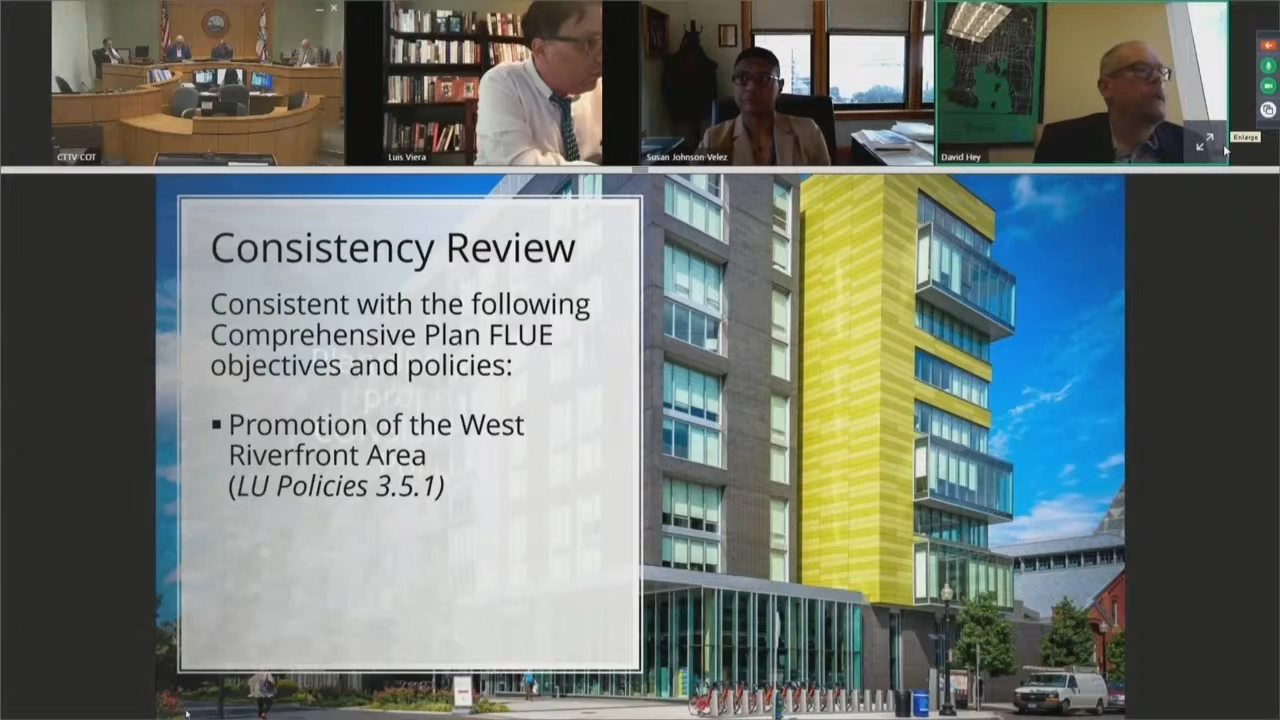 CTTV COT
Luis Viera
Susan Johnson-Velez
David Hey
Enlarge
Consistency Review
Consistent with the following
Comprehensive Plan FLUE
objectives and policies:
▪ Promotion of the West
Riverfront Area
(LU Policies 3.5.1)